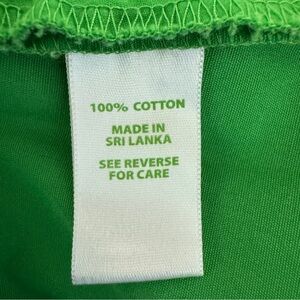 100% COTTON
MADE IN
SRI LANKA
SEE REVERSE
FOR CARE